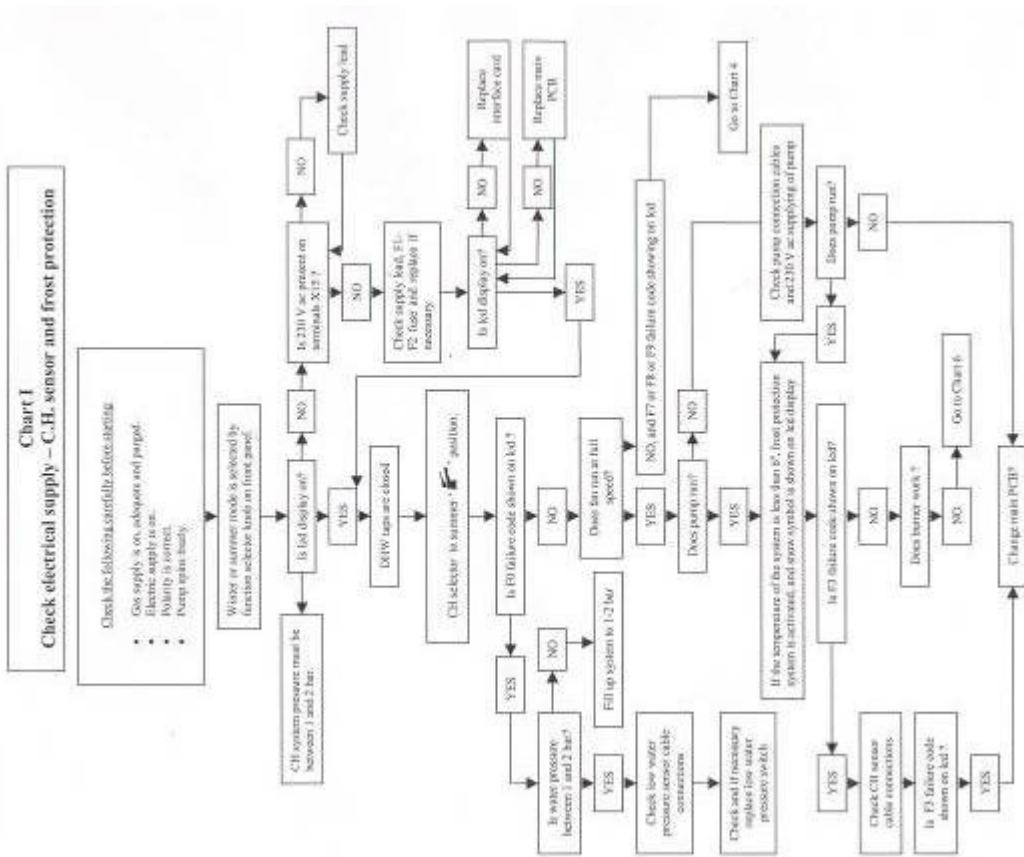 Chart I
Check electrical supply – C.H. sensor and frost protection
Check the following carefully before starting
• Gas supply is on, adequate and purged.
• Electric supply is on.
• Polarity is correct.
• Pump spins freely.
Winter or summer mode is selected by
function selector knob on front panel.
CH system pressure must be
between 1 and 2 bar.
Is lcd display on?
NO
Is 230 V ac present on
terminals X12 ?
NO
Check supply lead
YES
NO
DHW taps are closed
Check supply lead, F1-
F2 fuse and replace if
necessary
Is lcd display on?
NO
Replace
interface card
NO
Replace main
PCB
YES
CH selector to summer " " position.
Is F0 failure code shown on lcd ?
YES
NO
Is water pressure
between 1 and 2 bar?
NO
Fill up system to 1-2 bar
YES
Check low water
pressure sensor cable
connections
Check and if necessary
replace low water
pressure switch
Does fan run at full
speed?
NO, and F7 or F8 or F9 failure code showing on lcd
Go to Chart 4
YES
Does pump run?
NO
Check pump connection cables
and 230 V ac supplying of pump
YES
Does pump run?
YES
NO
If the temperature of the system is less than 6°, frost protection
system is activated, and snow symbol is shown on lcd display
Is F3 failure code shown on lcd?
YES
NO
Check CH sensor
cable connections
Does burner work ?
Is F3 failure code
shown on lcd ?
NO
Go to Chart 6
YES
Change main PCB?